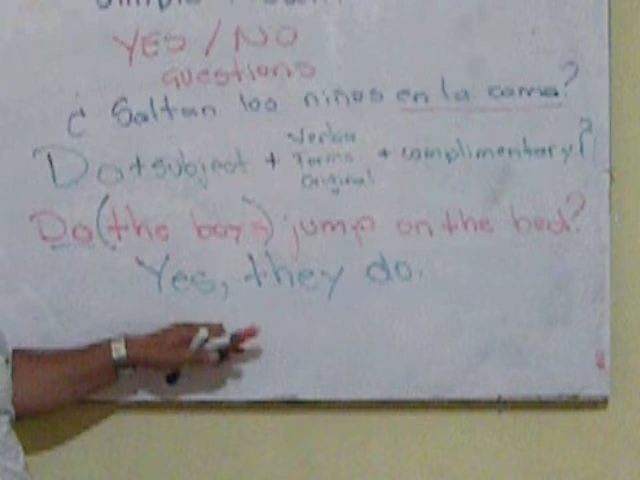 YES / NO
questions
¿ Saltan los niños en la cama?
Do + subject + Verbo Forma Original + complimentary?
Do (the boys) jump on the bed?
Yes, they do.